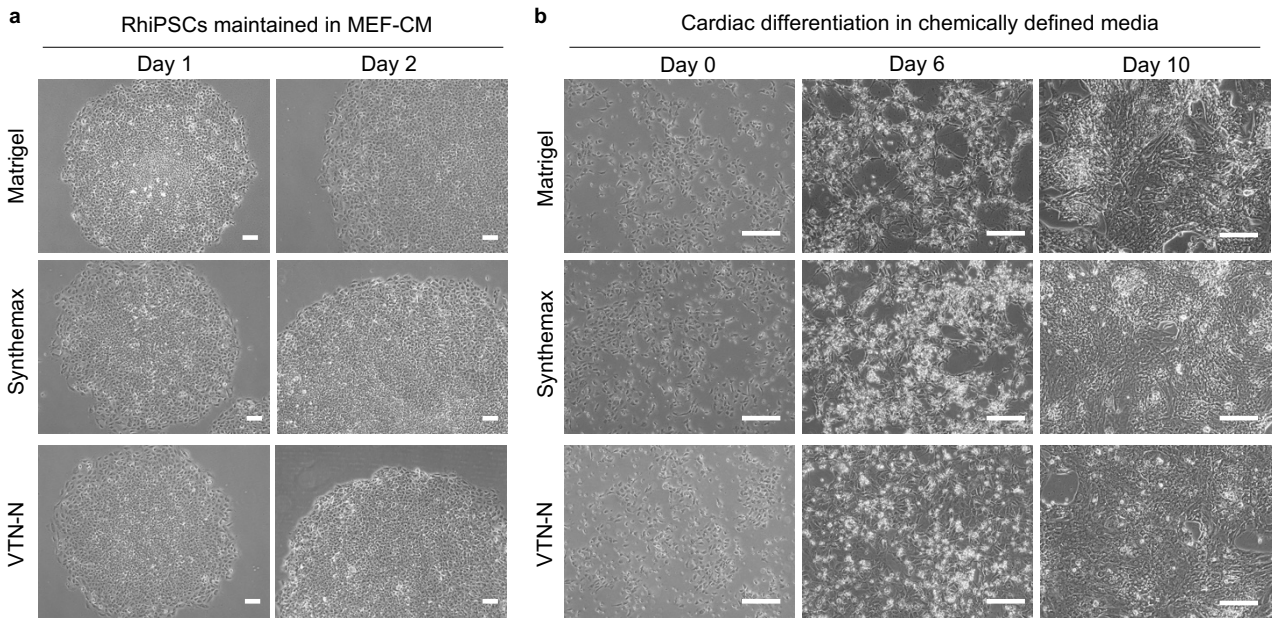 a
RhiPSCs maintained in MEF-CM
Day 1
Day 2
Matrigel
Synthemax
VTN-N
b
Cardiac differentiation in chemically defined media
Day 0
Day 6
Day 10
Matrigel
Synthemax
VTN-N